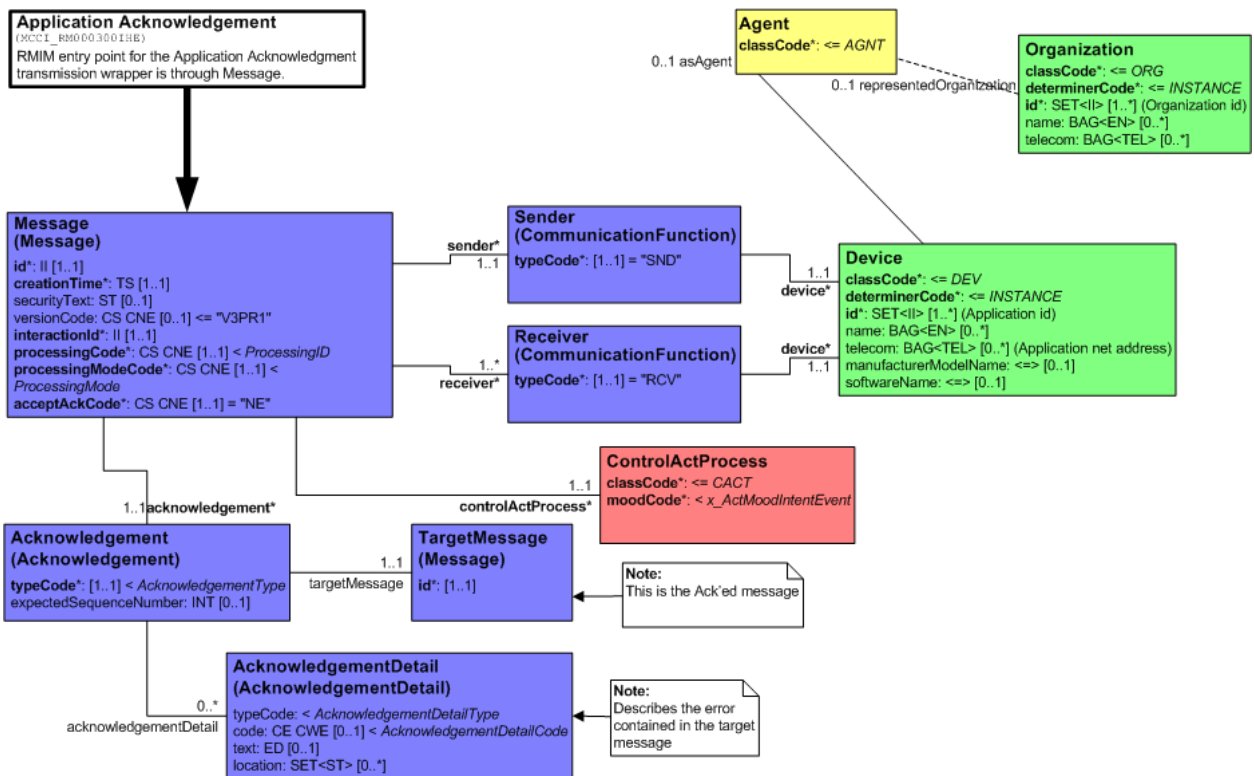 Application Acknowledgement
(MCCI_RM000300IHE)
RMIM entry point for the Application Acknowledgment
transmission wrapper is through Message.
Agent
classCode*: <= AGNT
0..1 asAgent
0..1 representedOrganization
Organization
classCode*: <= ORG
determinerCode*: <= INSTANCE
id*: SET<II> [1..*] (Organization id)
name: BAG<EN> [0..*]
telecom: BAG<TEL> [0..*]
Message
(Message)
id*: II [1..1]
creationTime*: TS [1..1]
securityText: ST [0..1]
versionCode: CS CNE [0..1] <= "V3PR1"
interactionId*: II [1..1]
processingCode*: CS CNE [1..1] < ProcessingID
processingModeCode*: CS CNE [1..1] <
ProcessingMode
acceptAckCode*: CS CNE [1..1] = "NE"
sender*
1..1
Sender
(CommunicationFunction)
typeCode*: [1..1] = "SND"
1..1
device*
1..*
receiver*
Receiver
(CommunicationFunction)
typeCode*: [1..1] = "RCV"
device*
1..1
Device
classCode*: <= DEV
determinerCode*: <= INSTANCE
id*: SET<II> [1..*] (Application id)
name: BAG<EN> [0..*]
telecom: BAG<TEL> [0..*] (Application net address)
manufacturerModelName: <=> [0..1]
softwareName: <=> [0..1]
1..1
controlActProcess*
ControlActProcess
classCode*: <= CACT
moodCode*: < x_ActMoodIntentEvent
1..1acknowledgement*
Acknowledgement
(Acknowledgement)
typeCode*: [1..1] < AcknowledgementType
expectedSequenceNumber: INT [0..1]
1..1
targetMessage
TargetMessage
(Message)
id*: [1..1]
Note:
This is the Ack'ed message
0..*
acknowledgementDetail
AcknowledgementDetail
(AcknowledgementDetail)
typeCode: < AcknowledgementDetailType
code: CE CWE [0..1] < AcknowledgementDetailCode
text: ED [0..1]
location: SET<ST> [0..*]
Note:
Describes the error
contained in the target
message